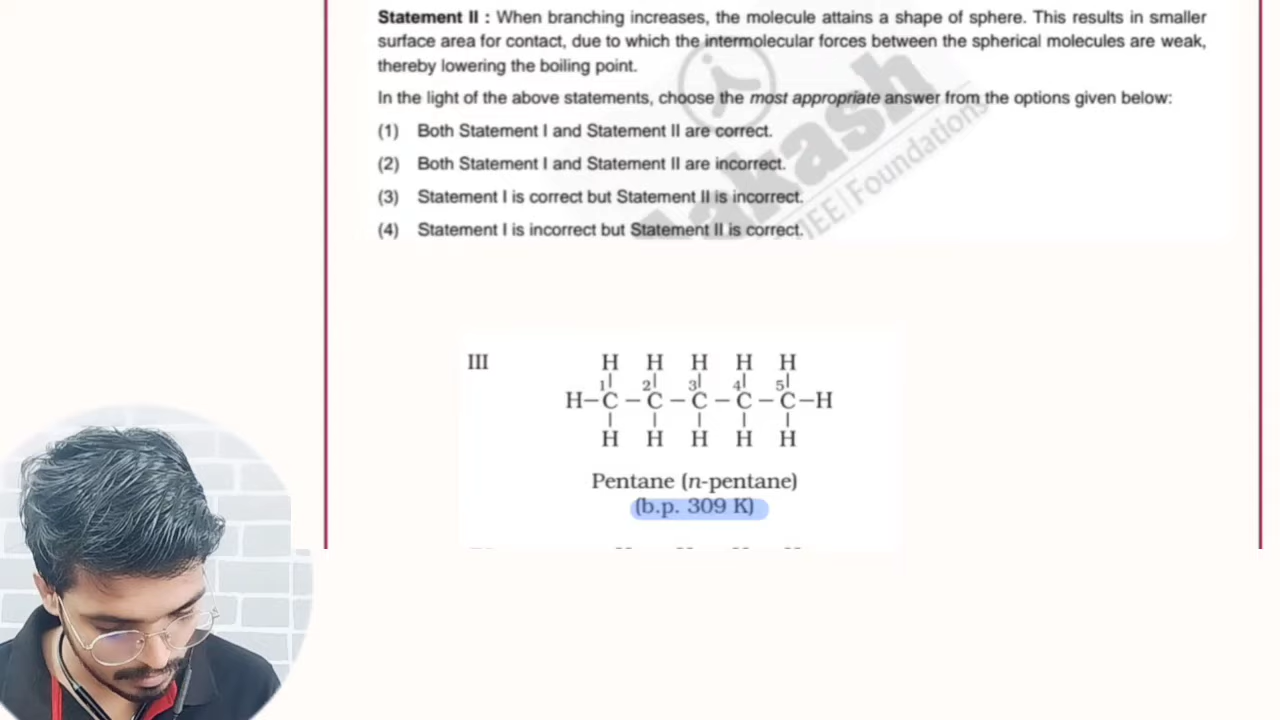 Statement II : When branching increases, the molecule attains a shape of sphere. This results in smaller
surface area for contact, due to which the intermolecular forces between the spherical molecules are weak,
thereby lowering the boiling point.
In the light of the above statements, choose the most appropriate answer from the options given below:
(1) Both Statement I and Statement II are correct.
(2) Both Statement I and Statement II are incorrect.
(3) Statement I is correct but Statement II is incorrect.
(4) Statement I is incorrect but Statement II is correct.
III
H H H H H
1 2 3 4 5
H–C – C – C – C – C–H
H H H H H
Pentane (n-pentane)
(b.p. 309 K)